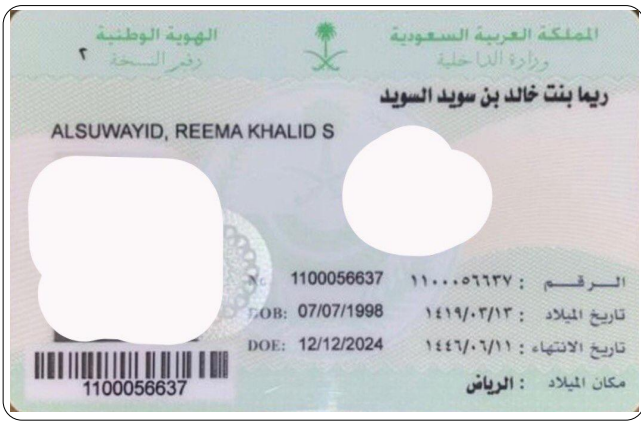 المملكة العربية السعودية
وزارة الداخلية
الهوية الوطنية
رقم النسخة ٢
ريما بنت خالد بن سويد السويد
ALSUWAYID, REEMA KHALID S
الرقم : ١١٠٠٠٥٦٦٣٧ 1100056637
تاريخ الميلاد : ١٤١٩/٠٣/١٣ DOB: 07/07/1998
تاريخ الانتهاء : ١٤٤٦/٠٦/١١ DOE: 12/12/2024
مكان الميلاد : الرياض
1100056637